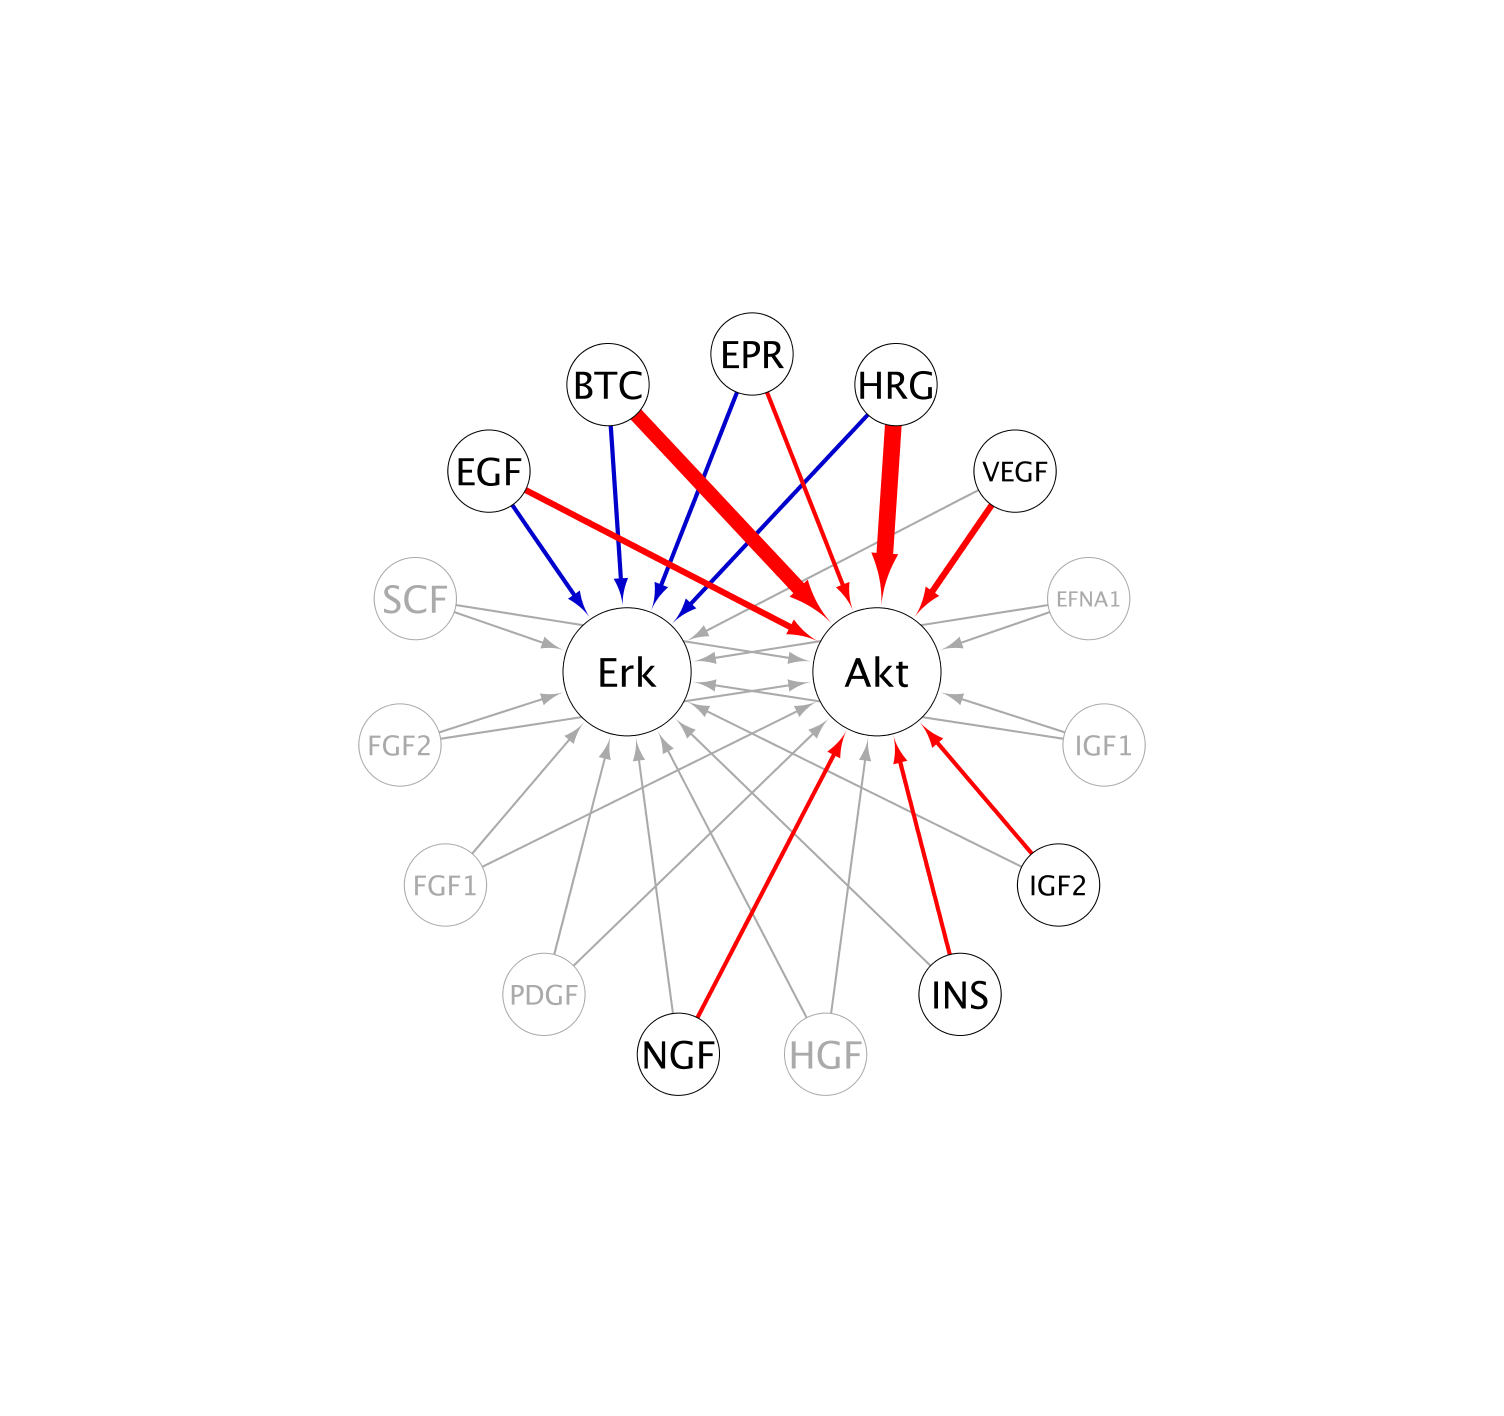 EPR
BTC
HRG
EGF
VEGF
SCF
EFNA1
Erk
Akt
FGF2
IGF1
FGF1
IGF2
PDGF
INS
NGF
HGF